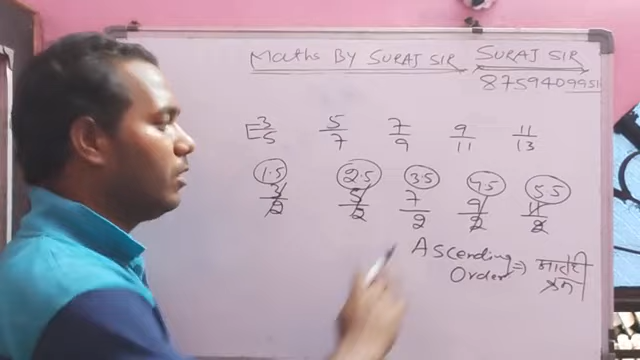 Maths By SURAJ SIR SURAJ SIR
8759409951
3/5 5/7 7/9 9/11 11/13
1.5 2.5 3.5 4.5 5.5
3/2 5/2 7/2 9/2 11/2
Ascending
Order ⇒
क्रम